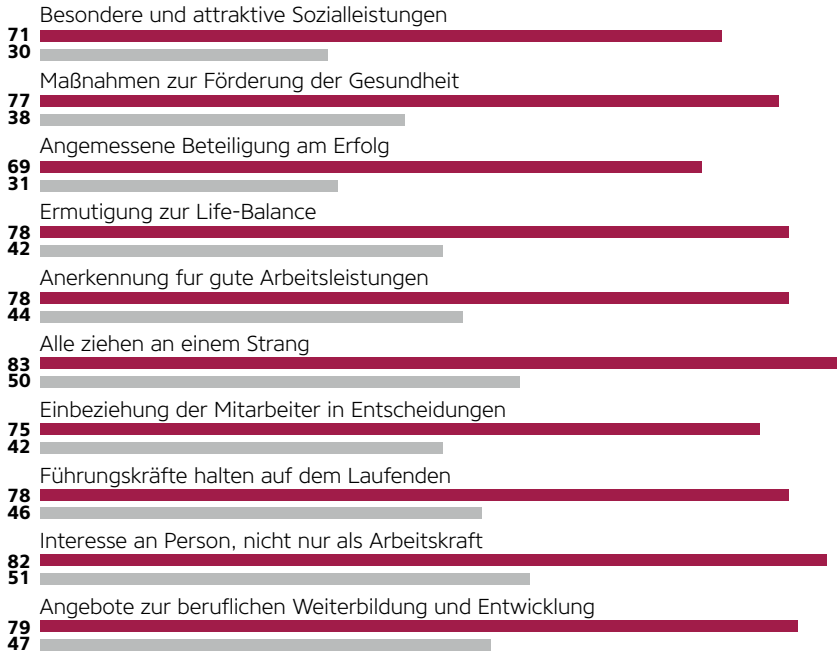 Besondere und attraktive Sozialleistungen
71
30
Maßnahmen zur Förderung der Gesundheit
77
38
Angemessene Beteiligung am Erfolg
69
31
Ermutigung zur Life-Balance
78
42
Anerkennung fur gute Arbeitsleistungen
78
44
Alle ziehen an einem Strang
83
50
Einbeziehung der Mitarbeiter in Entscheidungen
75
42
Führungskräfte halten auf dem Laufenden
78
46
Interesse an Person, nicht nur als Arbeitskraft
82
51
Angebote zur beruflichen Weiterbildung und Entwicklung
79
47